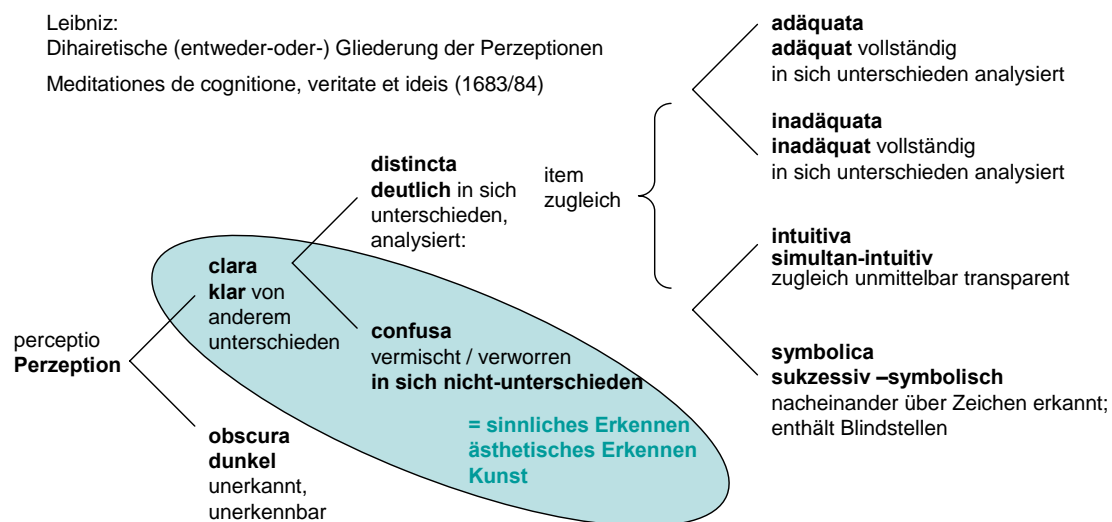 Leibniz:
Dihairetische (entweder-oder-) Gliederung der Perzeptionen
Meditationes de cognitione, veritate et ideis (1683/84)
perceptio
Perzeption
clara
klar von
anderem
unterschieden
obscura
dunkel
unerkannt,
unerkennbar
distincta
deutlich in sich
unterschieden,
analysiert:
confusa
vermischt / verworren
in sich nicht-unterschieden
= sinnliches Erkennen
ästhetisches Erkennen
Kunst
item
zugleich
adäquata
adäquat vollständig
in sich unterschieden analysiert
inadäquata
inadäquat vollständig
in sich unterschieden analysiert
intuitiva
simultan-intuitiv
zugleich unmittelbar transparent
symbolica
sukzessiv –symbolisch
nacheinander über Zeichen erkannt;
enthält Blindstellen